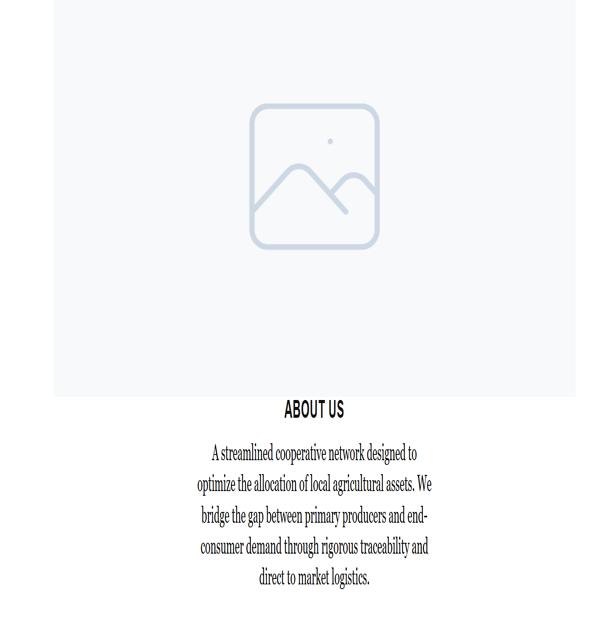 ABOUT US
A streamlined cooperative network designed to
optimize the allocation of local agricultural assets. We
bridge the gap between primary producers and end-
consumer demand through rigorous traceability and
direct to market logistics.